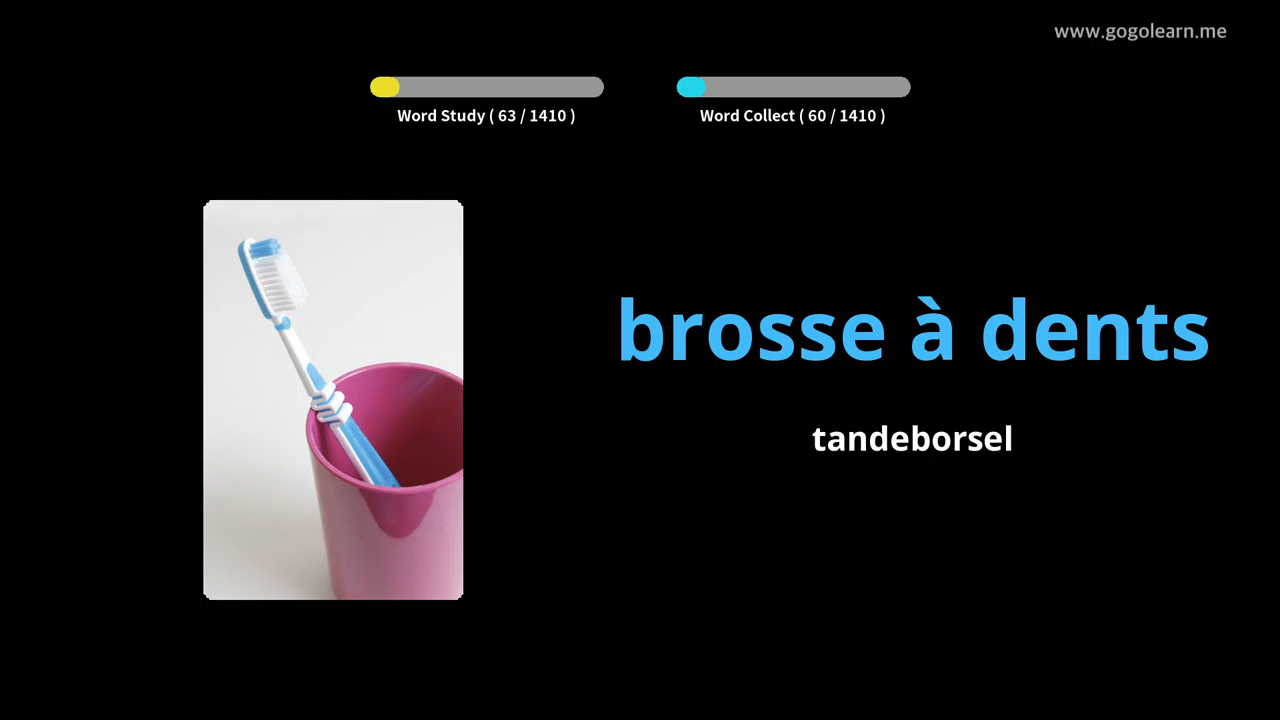 www.gogolearn.me
Word Study ( 63 / 1410 )
Word Collect ( 60 / 1410 )
brosse à dents
tandeborsel